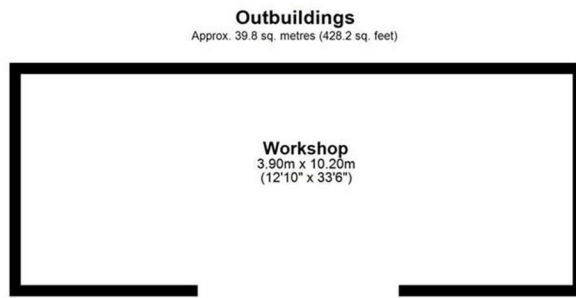 Outbuildings
Approx. 39.8 sq. metres (428.2 sq. feet)
Workshop
3.90m x 10.20m
(12'10" x 33'6")